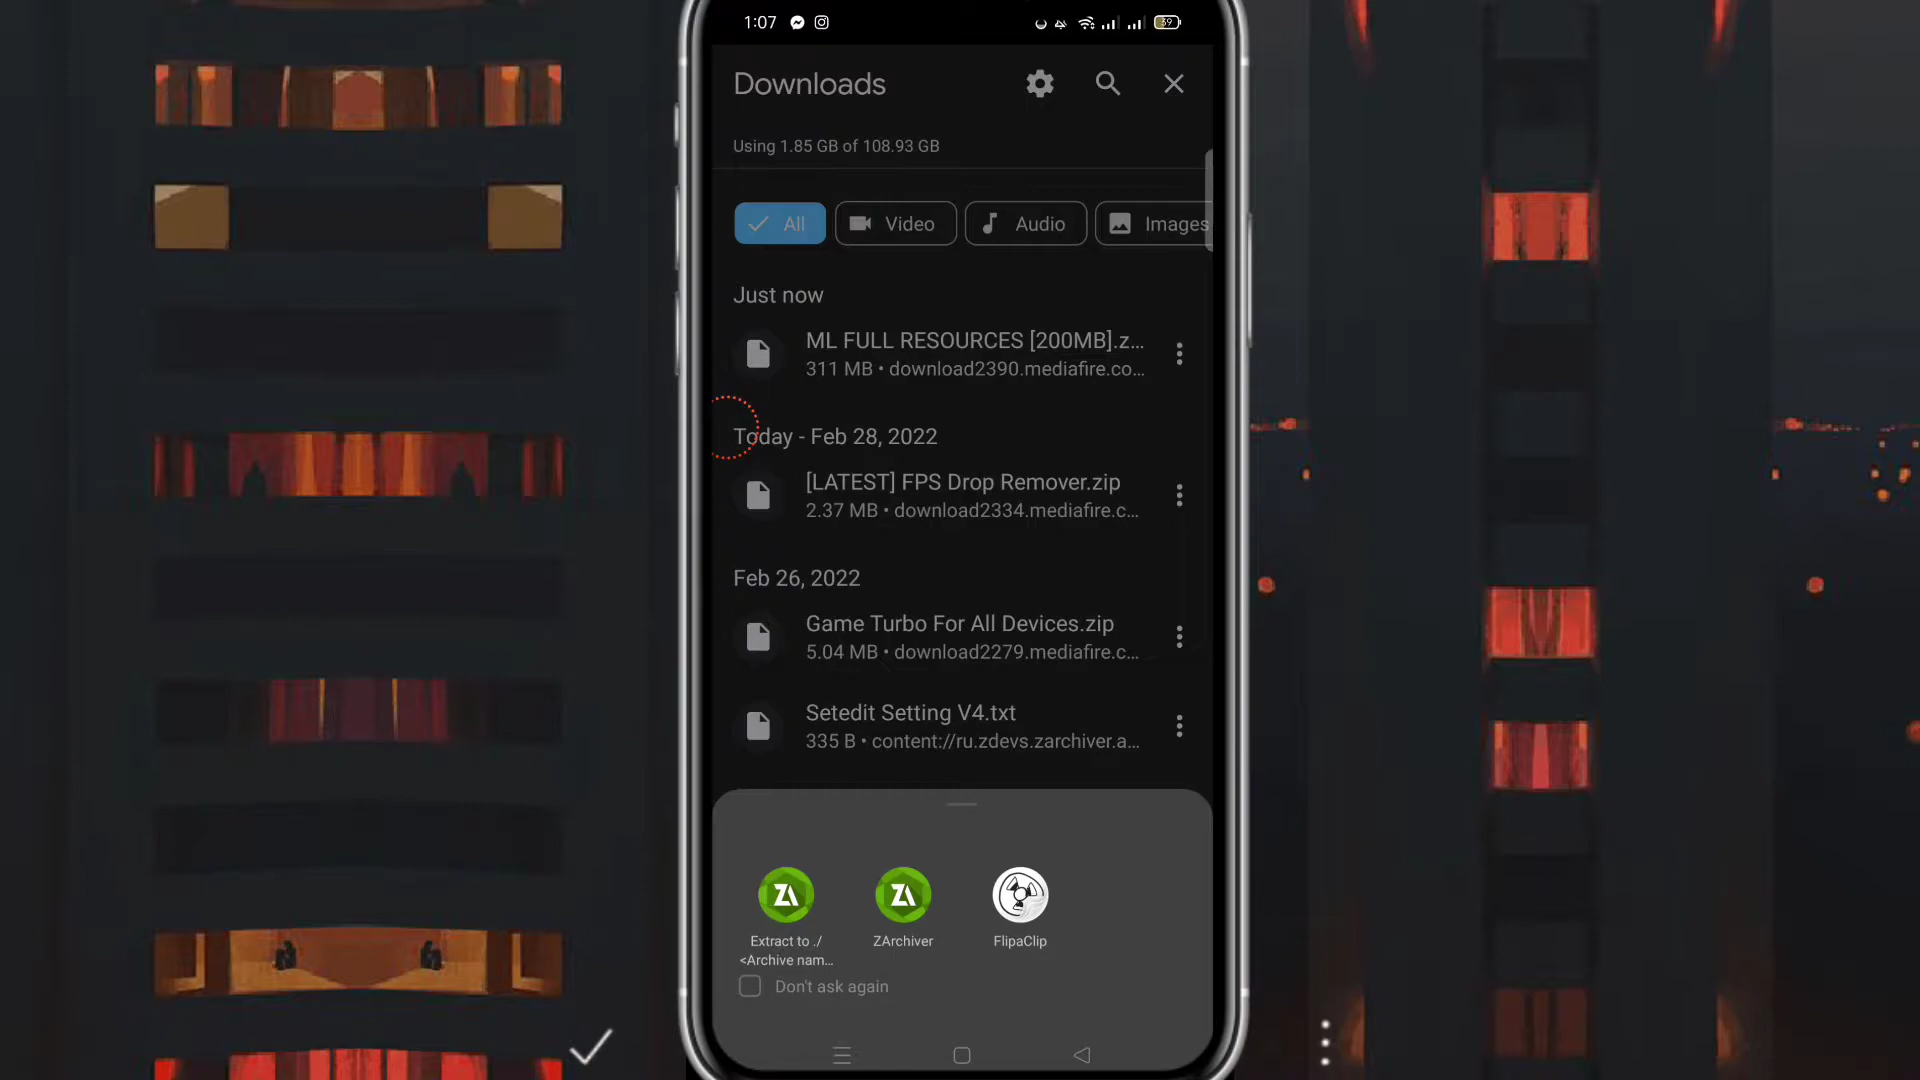 1:07
59
Downloads
Using 1.85 GB of 108.93 GB
All Video Audio Images
Just now
ML FULL RESOURCES [200MB].z...
311 MB • download2390.mediafire.co...
Today - Feb 28, 2022
[LATEST] FPS Drop Remover.zip
2.37 MB • download2334.mediafire.c...
Feb 26, 2022
Game Turbo For All Devices.zip
5.04 MB • download2279.mediafire.c...
Setedit Setting V4.txt
335 B • content://ru.zdevs.zarchiver.a...
ZA ZA
Extract to ./ ZArchiver FlipaClip
<Archive nam...
Don't ask again